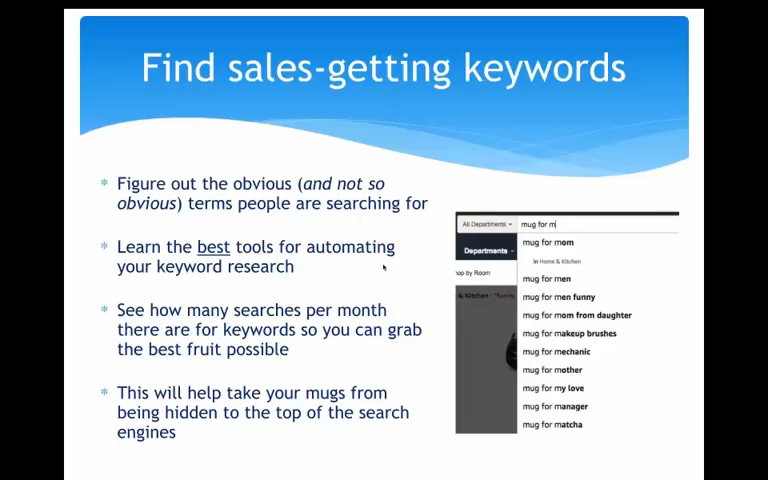 Find sales-getting keywords
* Figure out the obvious (and not so
obvious) terms people are searching for
* Learn the best tools for automating
your keyword research
* See how many searches per month
there are for keywords so you can grab
the best fruit possible
* This will help take your mugs from
being hidden to the top of the search
engines
All Departments mug for m
mug for mom
Departments in Home & Kitchen
hop by Room mug for men
& Kitchen : "funny mug for men funny
mug for mom from daughter
mug for makeup brushes
mug for mechanic
mug for mother
mug for my love
mug for manager
mug for matcha